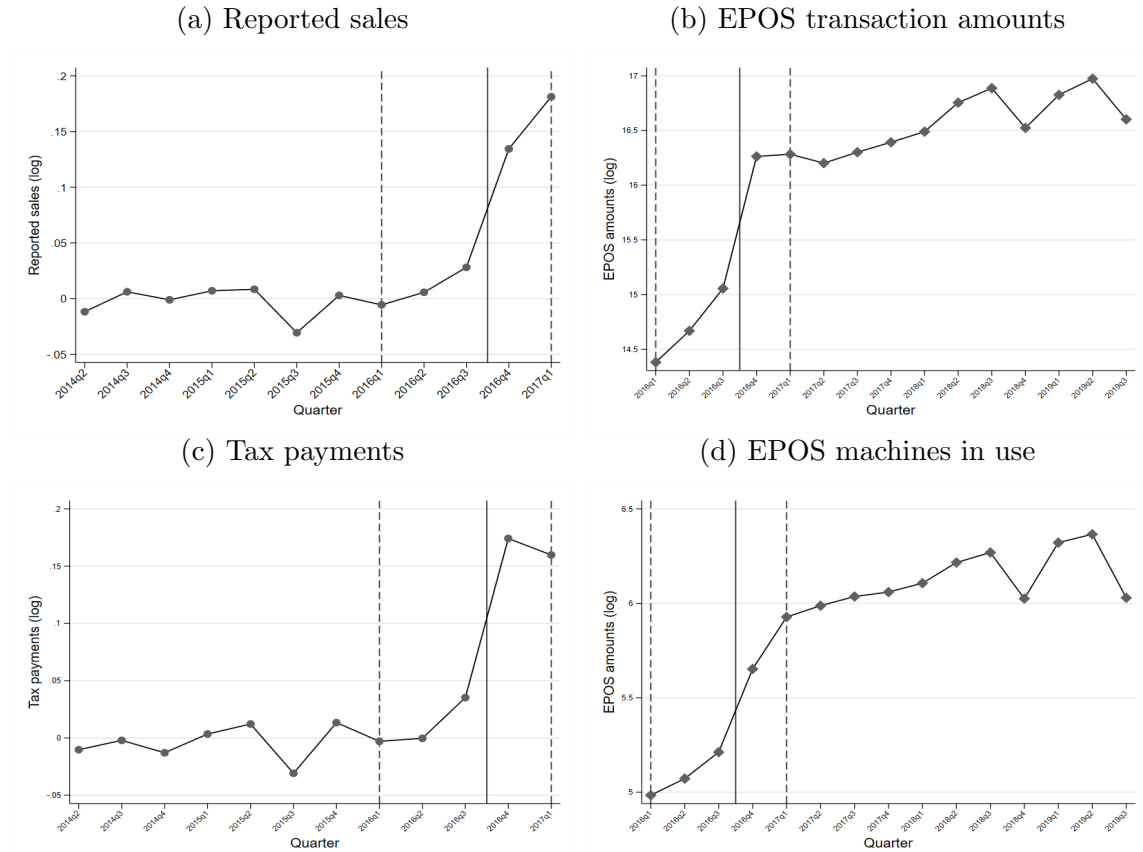 (a) Reported sales
.2
.15
.1
.05
0
-.05
Reported sales (log)
2014q2 2014q3 2014q4 2015q1 2015q2 2015q3 2015q4 2016q1 2016q2 2016q3 2016q4 2017q1
Quarter
(b) EPOS transaction amounts
17
16.5
16
15.5
15
14.5
EPOS amounts (log)
2016q1 2016q2 2016q3 2016q4 2017q1 2017q2 2017q3 2017q4 2018q1 2018q2 2018q3 2018q4 2019q1 2019q2 2019q3
Quarter
(c) Tax payments
.2
.15
.1
.05
0
-.05
Tax payments (log)
2014q2 2014q3 2014q4 2015q1 2015q2 2015q3 2015q4 2016q1 2016q2 2016q3 2016q4 2017q1
Quarter
(d) EPOS machines in use
6.5
6
5.5
5
EPOS amounts (log)
2016q1 2016q2 2016q3 2016q4 2017q1 2017q2 2017q3 2017q4 2018q1 2018q2 2018q3 2018q4 2019q1 2019q2 2019q3
Quarter